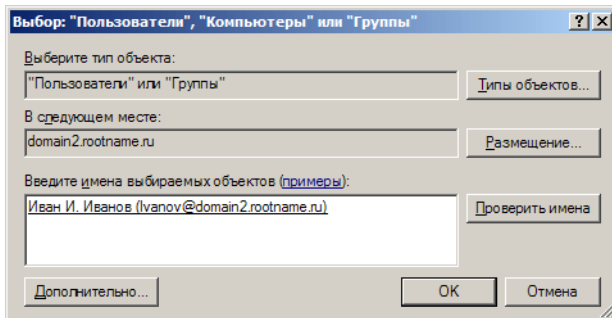 Выбор: "Пользователи", "Компьютеры" или "Группы"
Выберите тип объекта:
"Пользователи" или "Группы"
Типы объектов...
В следующем месте:
domain2.rootname.ru
Размещение...
Введите имена выбираемых объектов (примеры):
Иван И. Иванов (Ivanov@domain2.rootname.ru)
Проверить имена
Дополнительно...
OK
Отмена